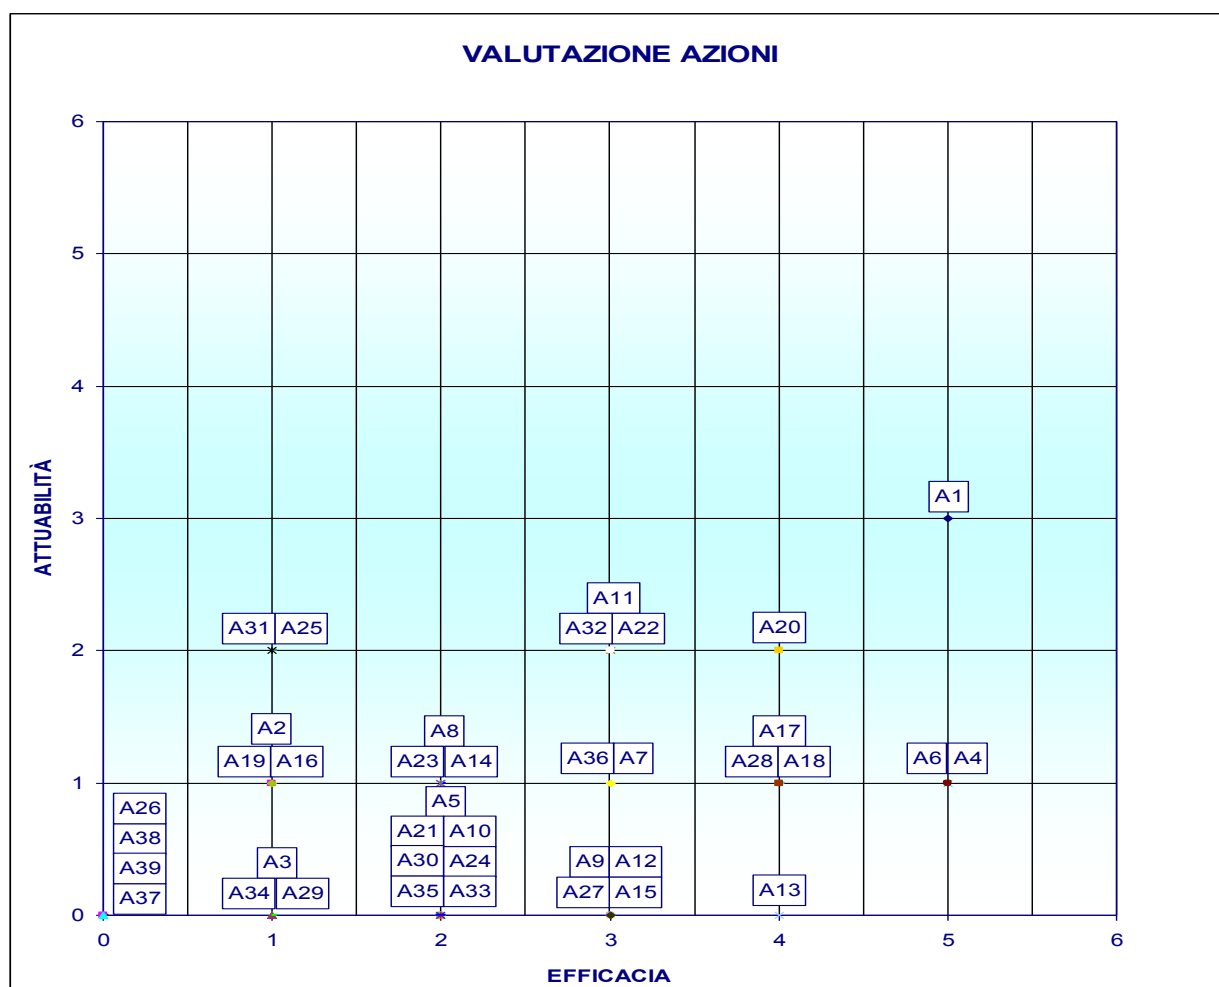 VALUTAZIONE AZIONI
6
5
4
ATTUABILITÀ
A1
3
A11
A31 A25 A32 A22 A20
2
A2 A8 A17
A19 A16 A23 A14 A36 A7 A28 A18 A6 A4
1
A26 A5
A38 A21 A10
A39 A3 A30 A24 A9 A12
A37 A34 A29 A35 A33 A27 A15 A13
0
0 1 2 3 4 5 6
EFFICACIA